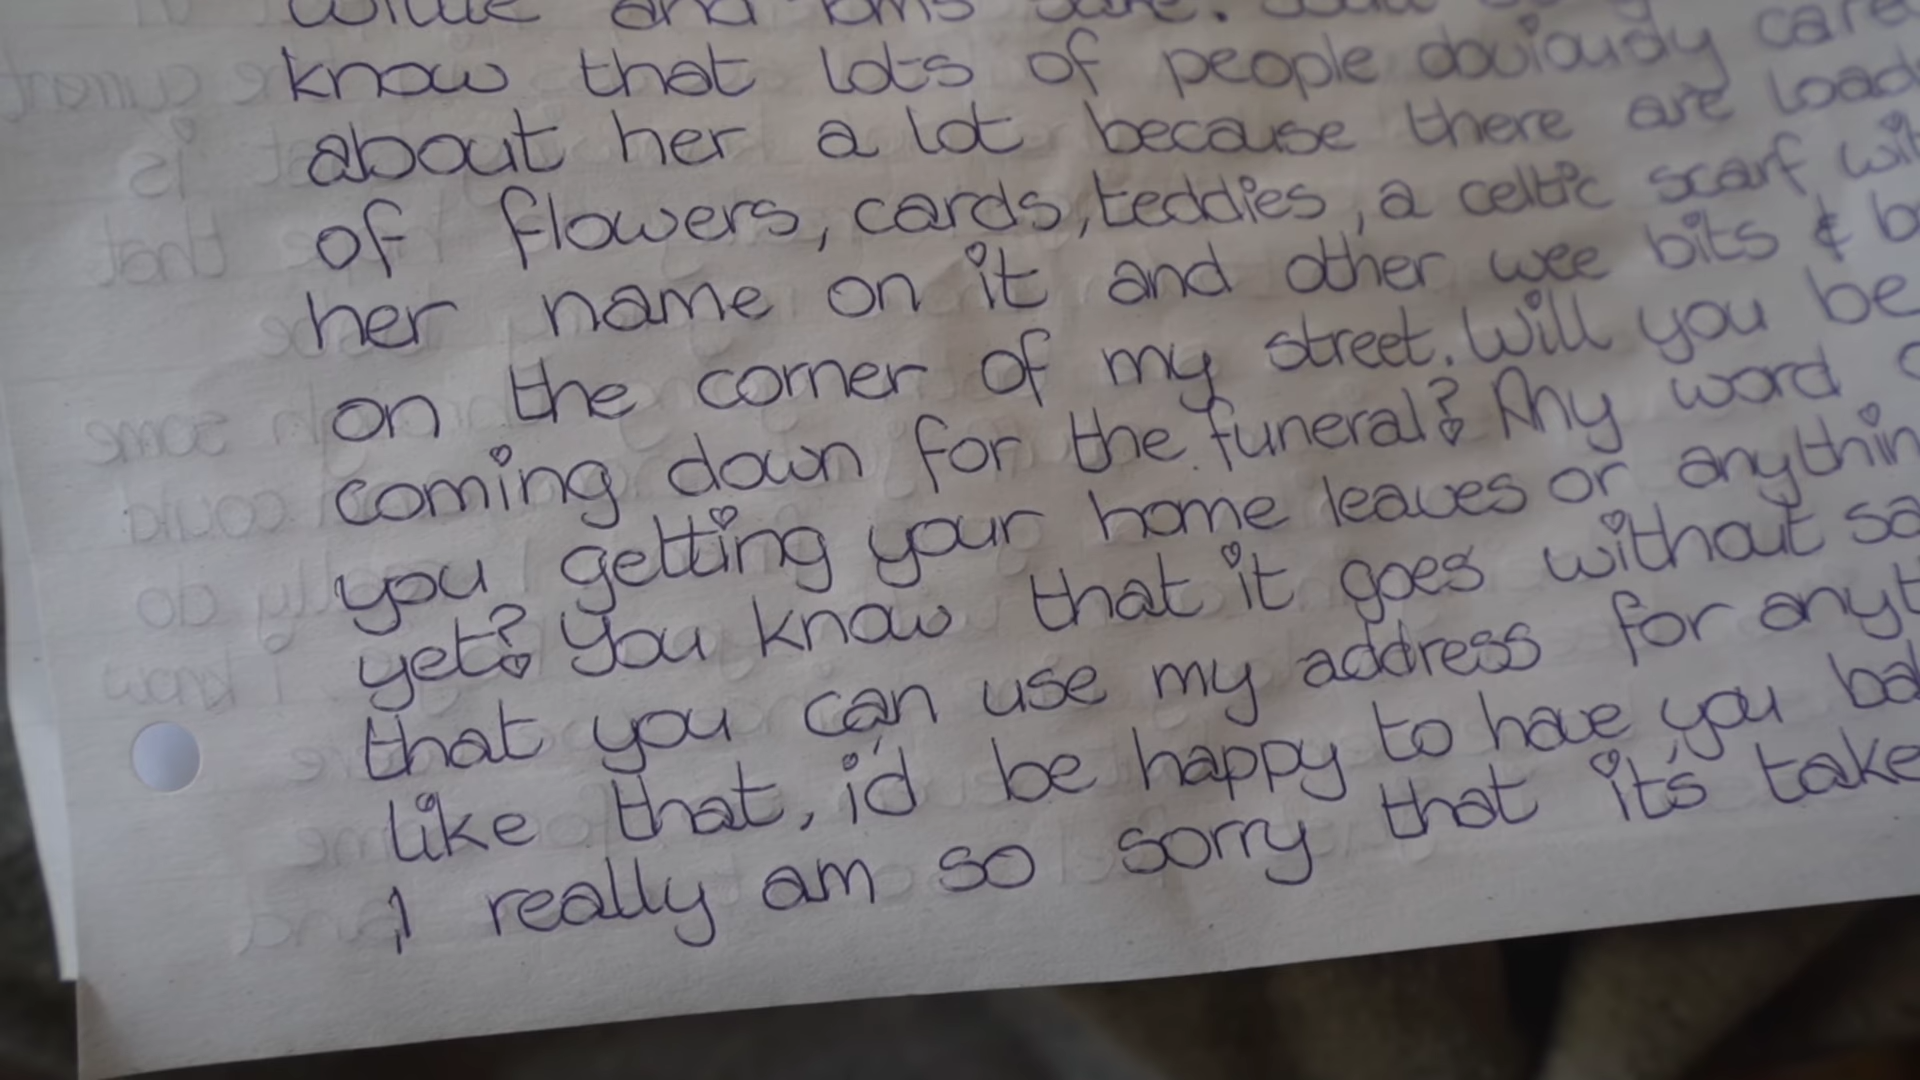 and
know that lots of people obviously care
about her a lot because there are load
of flowers, cards, teddies, a celtic scarf wit
her name on it and other wee bits & b
on the corner of my street. Will you be
coming down for the funeral? Any word
you getting your home leaves or anythin
yet? You know that it goes without sa
that you can use my address for anyt
like that, i'd be happy to have you ba
I really am so sorry that it's take